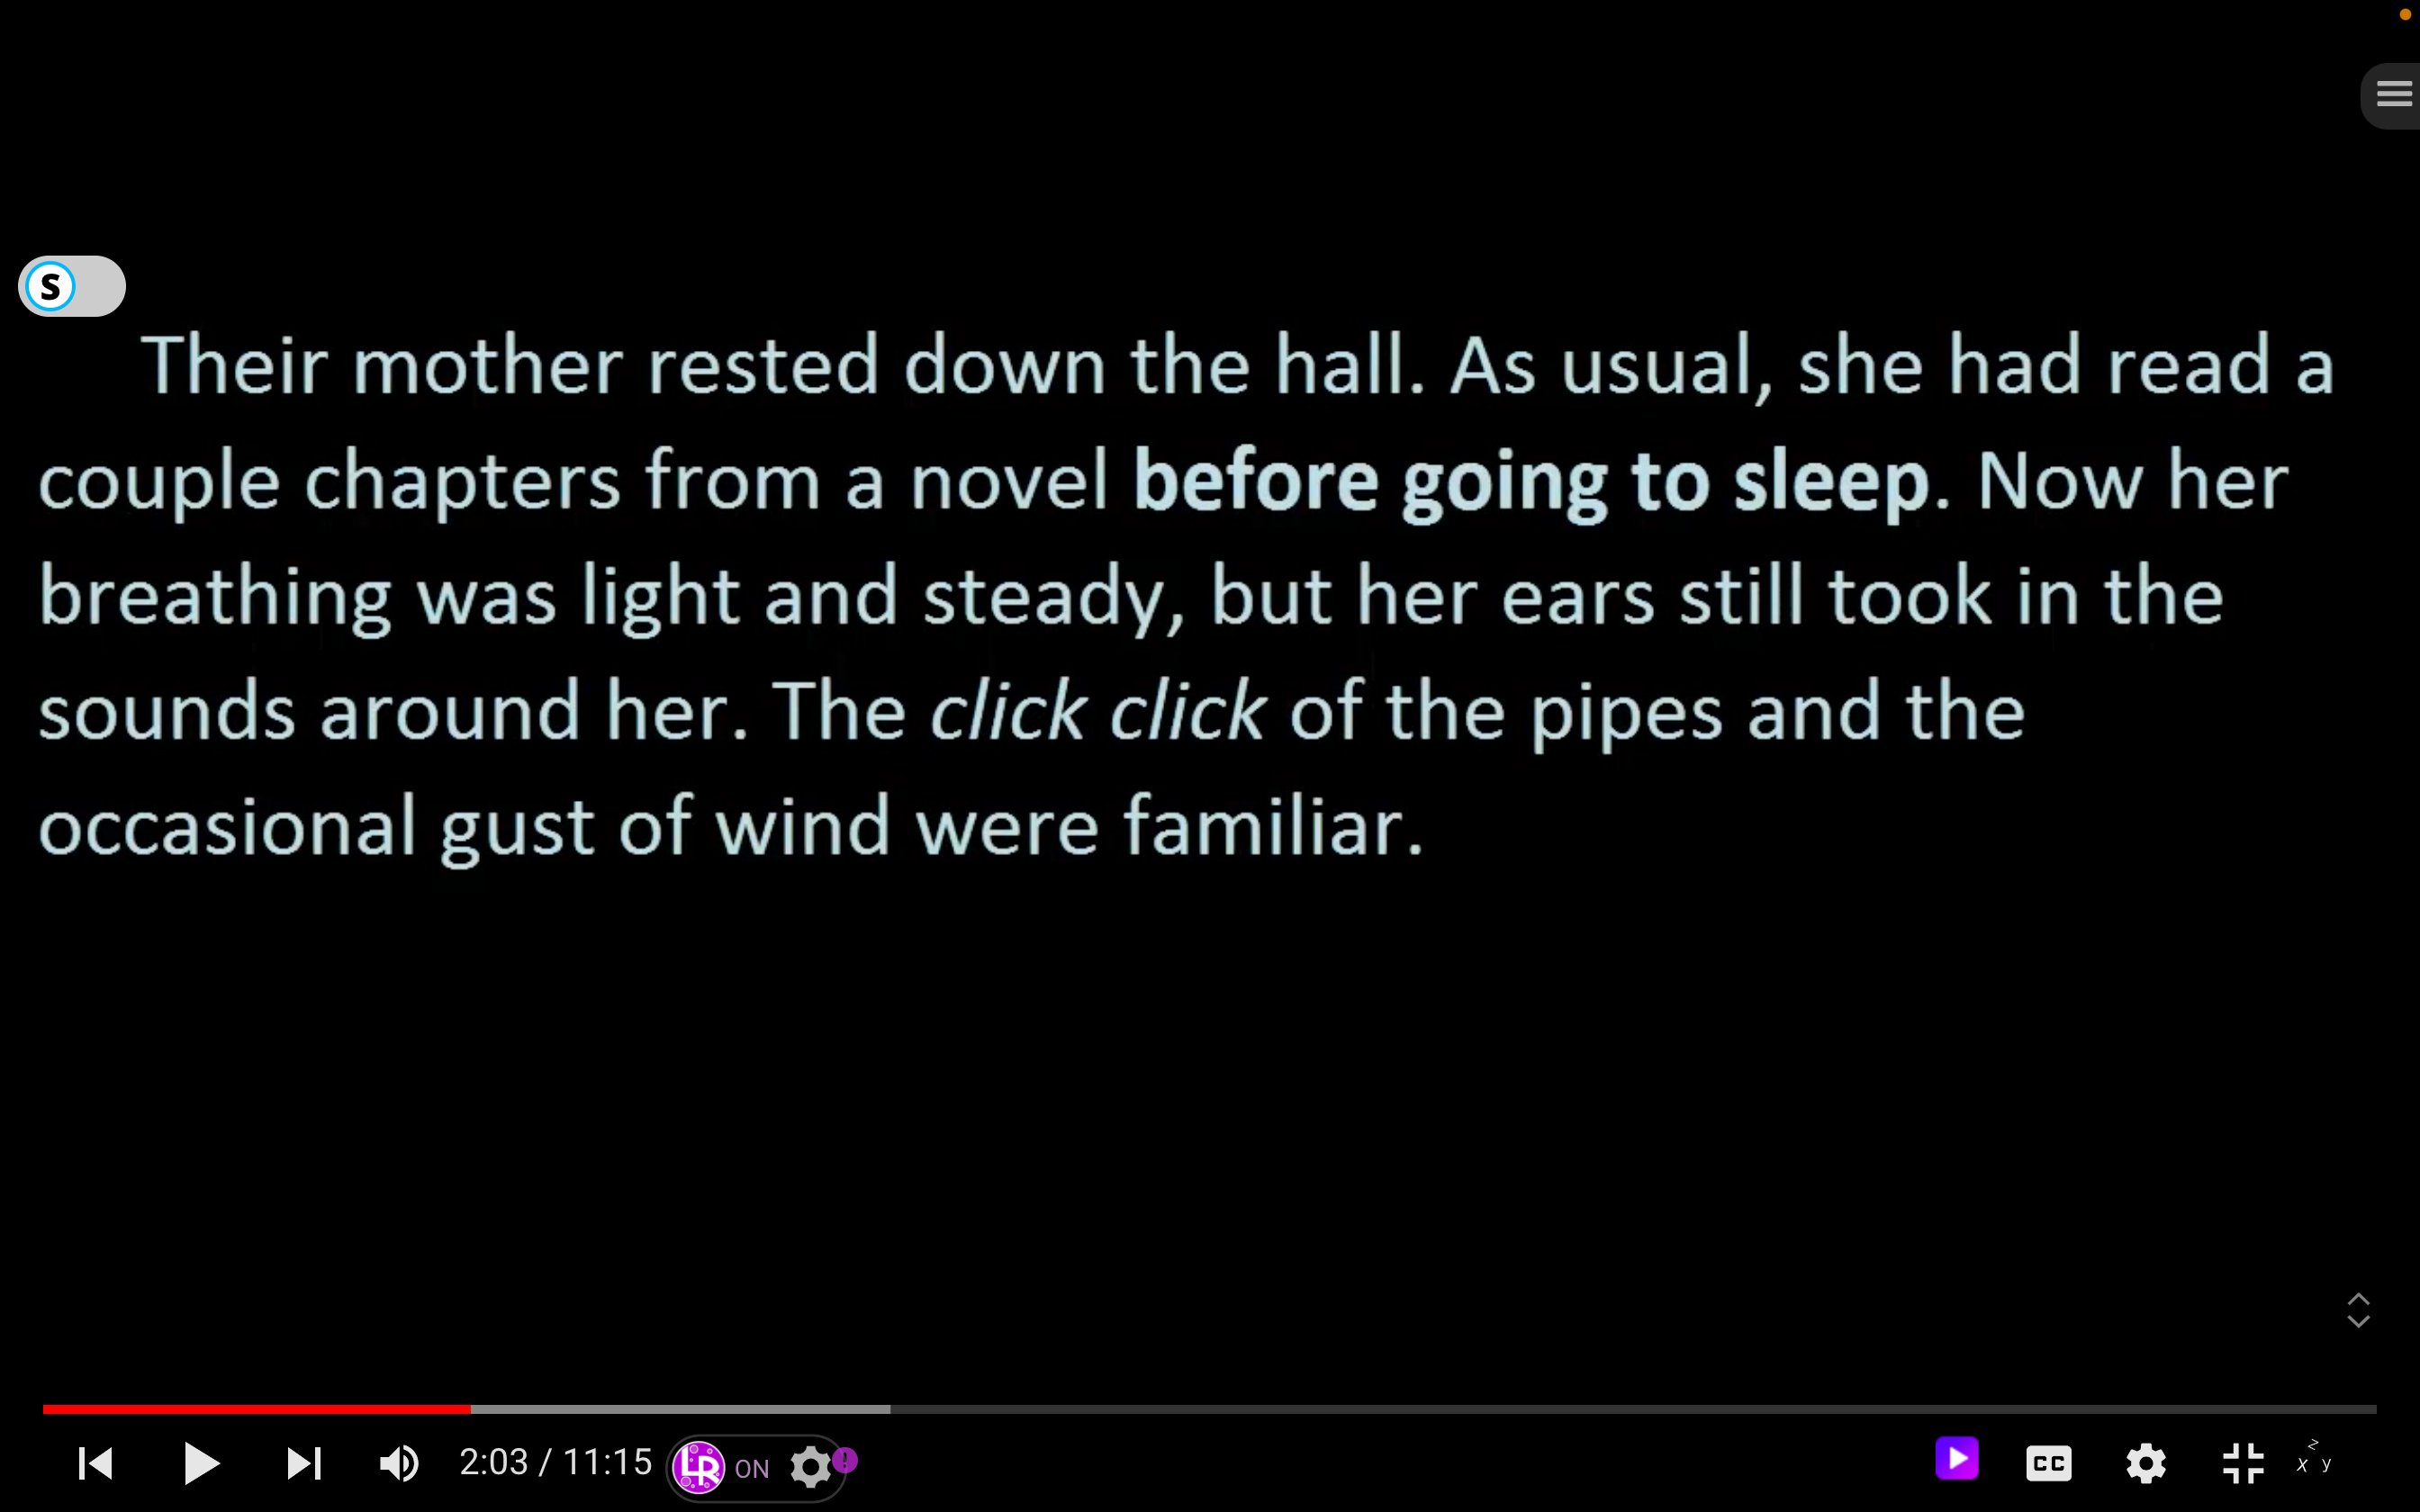 S
Their mother rested down the hall. As usual, she had read a
couple chapters from a novel before going to sleep. Now her
breathing was light and steady, but her ears still took in the
sounds around her. The click click of the pipes and the
occasional gust of wind were familiar.
2:03 / 11:15
LR ON !
CC
z
x y